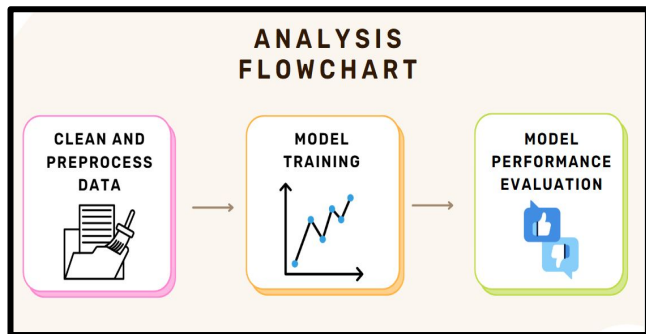 ANALYSIS
FLOWCHART
CLEAN AND
PREPROCESS
DATA
MODEL
TRAINING
MODEL
PERFORMANCE
EVALUATION